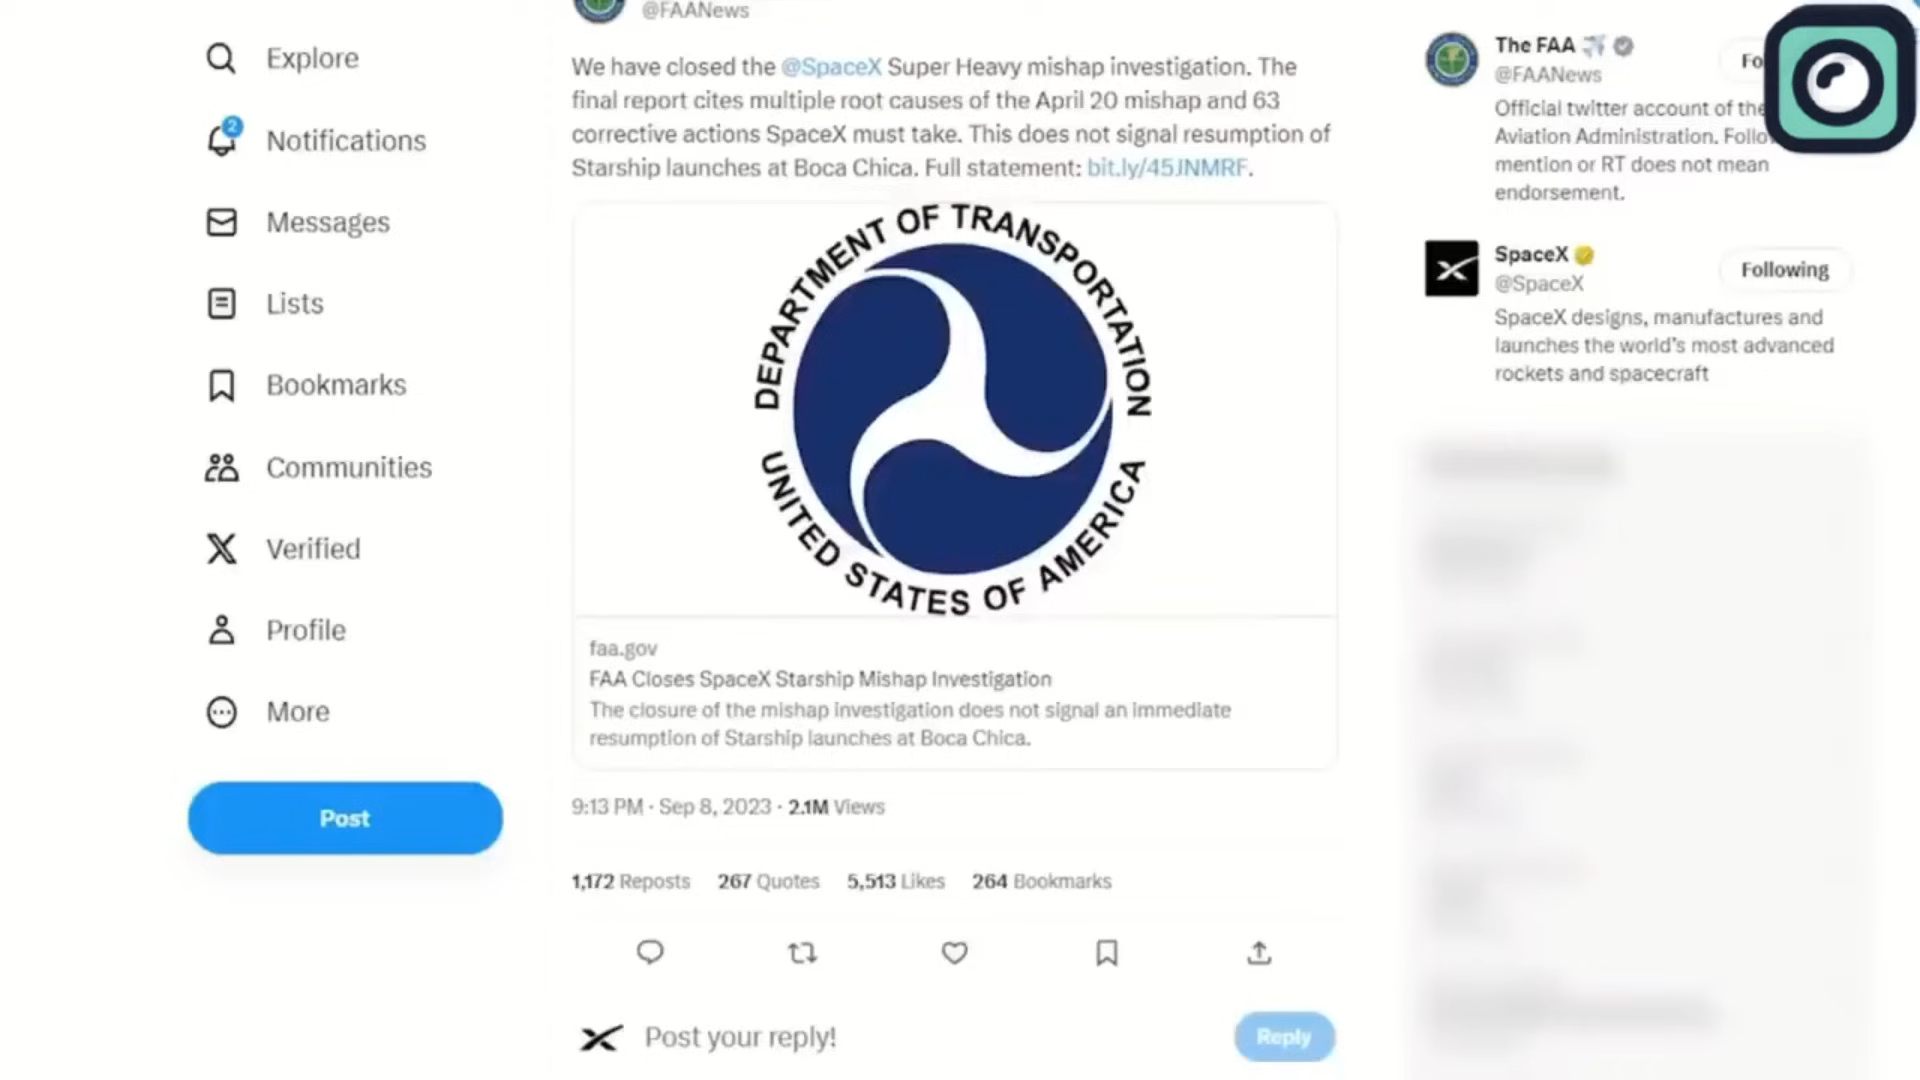 Explore
2
Notifications
Messages
Lists
Bookmarks
Communities
Verified
Profile
More
Post
@FAANews
We have closed the @SpaceX Super Heavy mishap investigation. The
final report cites multiple root causes of the April 20 mishap and 63
corrective actions SpaceX must take. This does not signal resumption of
Starship launches at Boca Chica. Full statement: bit.ly/45JNMRF.
DEPARTMENT OF TRANSPORTATION
UNITED STATES OF AMERICA
faa.gov
FAA Closes SpaceX Starship Mishap Investigation
The closure of the mishap investigation does not signal an immediate
resumption of Starship launches at Boca Chica.
9:13 PM · Sep 8, 2023 · 2.1M Views
1,172 Reposts 267 Quotes 5,513 Likes 264 Bookmarks
Post your reply!
Reply
The FAA
@FAANews
Official twitter account of the
Aviation Administration.
mention or RT does not mean
endorsement.
SpaceX
@SpaceX
Following
SpaceX designs, manufactures and
launches the world's most advanced
rockets and spacecraft